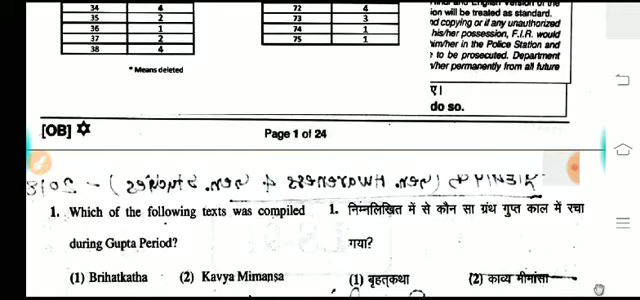 34 4
35 2
36 1
37 2
38 4
72 4
73 3
74 1
75 1
* Means deleted
ion will be treated as standard.
nd copying or if any unauthorized
his/her possession, F.I.R. would
him/her in the Police Station and
to be prosecuted. Department
/her permanently from all future
ए।
do so.
[OB] ✡
Page 1 of 24
1. Which of the following texts was compiled
during Gupta Period?
(1) Brihatkatha (2) Kavya Mimansa
1. निम्नलिखित में से कौन सा ग्रंथ गुप्त काल में रचा
गया?
(1) बृहत्कथा (2) काव्य मीमांसा